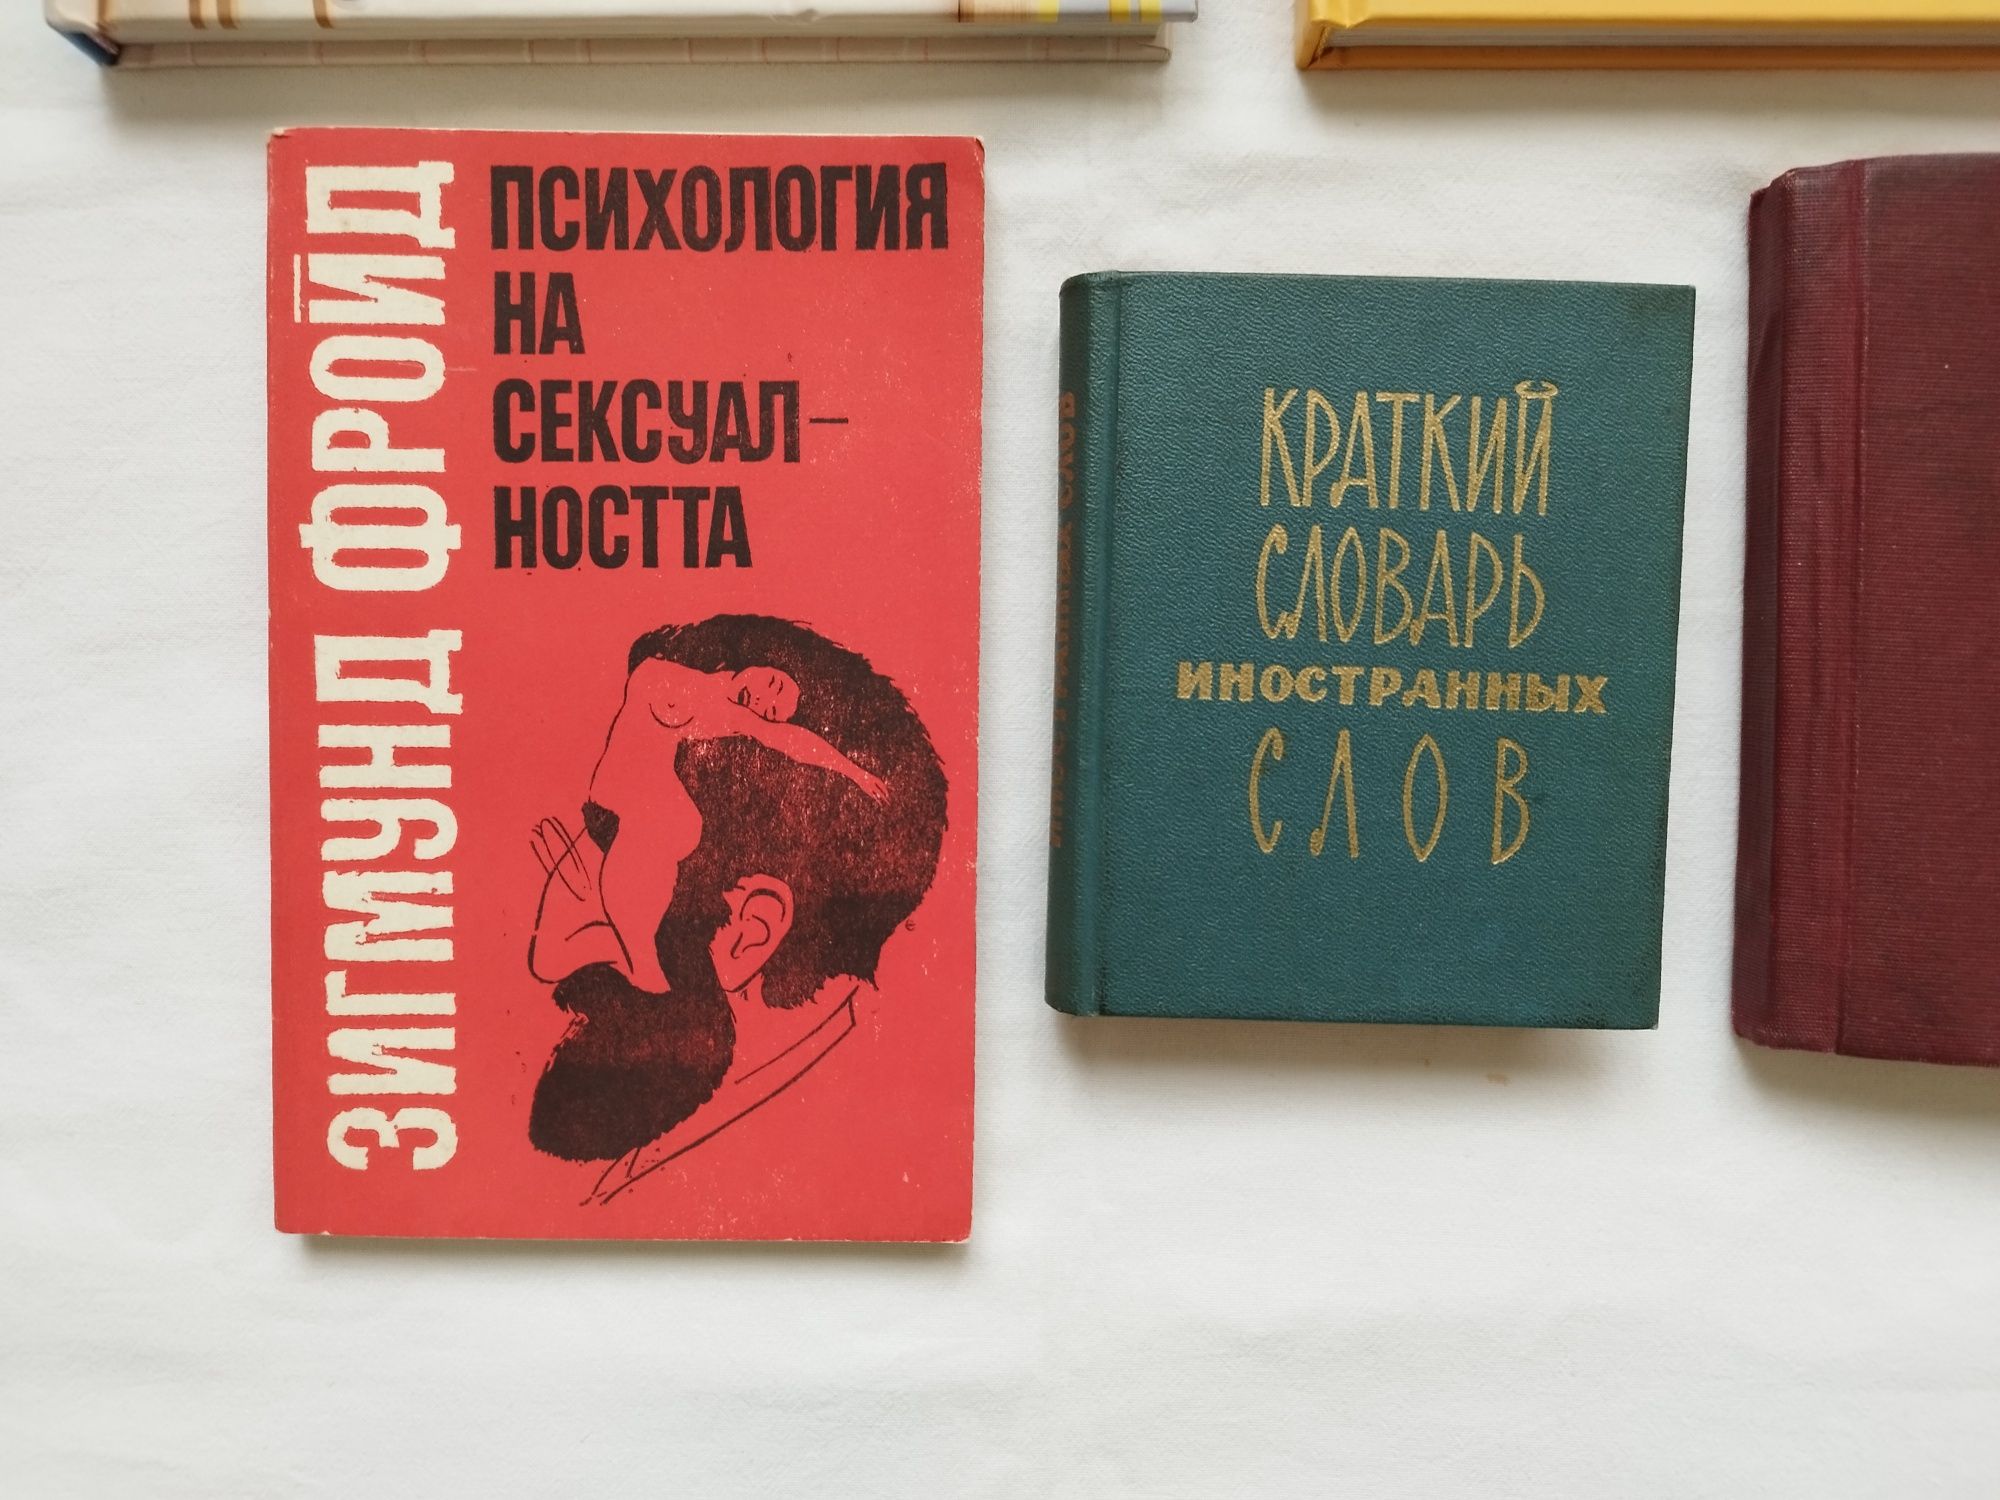 ЗИГМУНД ФРОЙД
ПСИХОЛОГИЯ
НА
СЕКСУАЛ-
НОСТТА
КРАТКИЙ
СЛОВАРЬ
ИНОСТРАННЫХ
СЛОВ
ИНОСТРАННЫХ СЛОВ